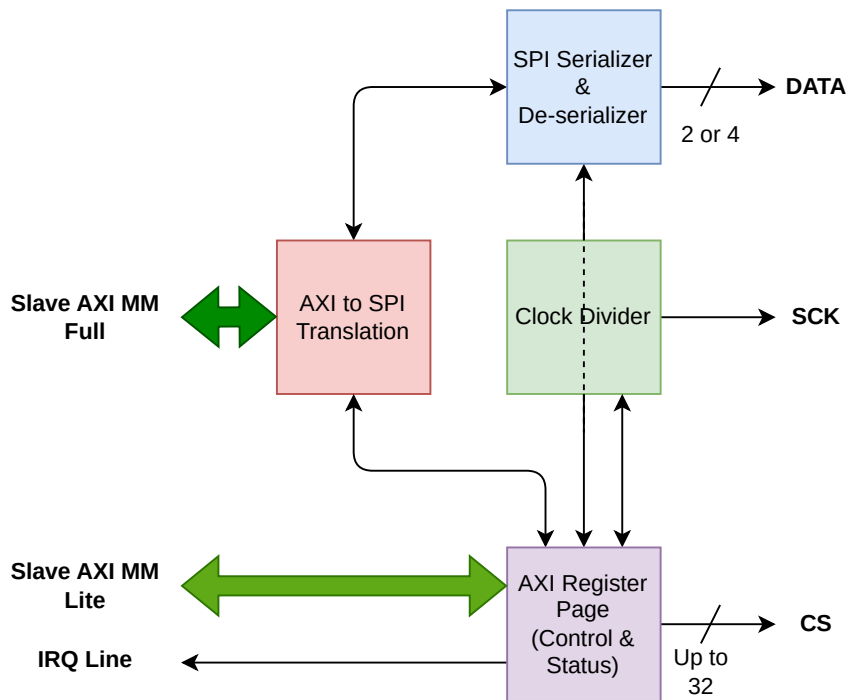 SPI Serializer
&
De-serializer
DATA
2 or 4
Slave AXI MM
Full
AXI to SPI
Translation
Clock Divider
SCK
Slave AXI MM
Lite
AXI Register
Page
(Control &
Status)
CS
IRQ Line
Up to
32